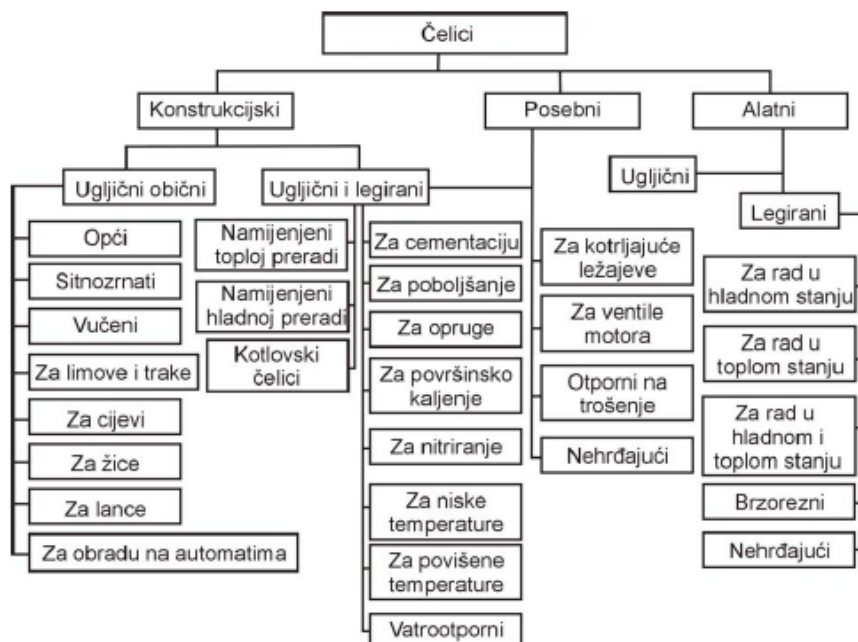 Čelici
Konstrukcijski
Posebni
Alatni
Ugljični obični
Ugljični i legirani
Ugljični
Legirani
Opći
Sitnozrnati
Vučeni
Za limove i trake
Za cijevi
Za žice
Za lance
Za obradu na automatima
Namijenjeni
toploj preradi
Namijenjeni
hladnoj preradi
Kotlovski
čelici
Za cementaciju
Za poboljšanje
Za opruge
Za površinsko
kaljenje
Za nitriranje
Za niske
temperature
Za povišene
temperature
Vatrootporni
Za kotrljajuće
ležajeve
Za ventile
motora
Otporni na
trošenje
Nehrđajući
Za rad u
hladnom stanju
Za rad u
toplom stanju
Za rad u
hladnom i
toplom stanju
Brzorezni
Nehrđajući